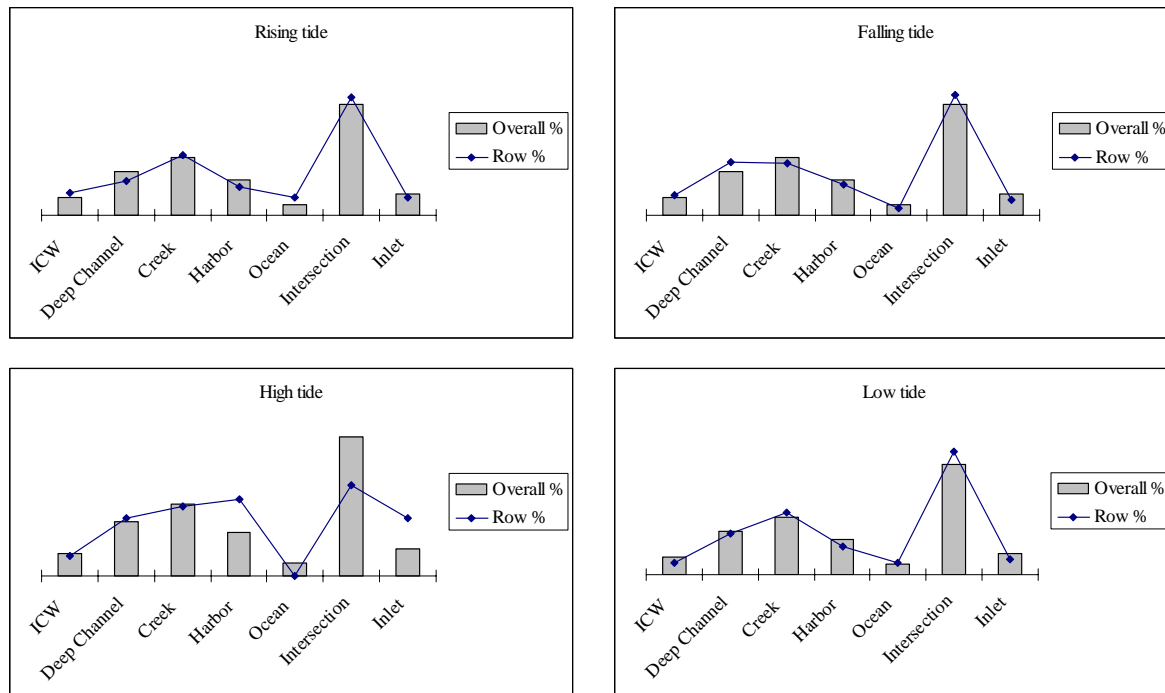 Rising tide
Overall %
Row %
ICW
Deep Channel
Creek
Harbor
Ocean
Intersection
Inlet
Falling tide
Overall %
Row %
ICW
Deep Channel
Creek
Harbor
Ocean
Intersection
Inlet
High tide
Overall %
Row %
ICW
Deep Channel
Creek
Harbor
Ocean
Intersection
Inlet
Low tide
Overall %
Row %
ICW
Deep Channel
Creek
Harbor
Ocean
Intersection
Inlet